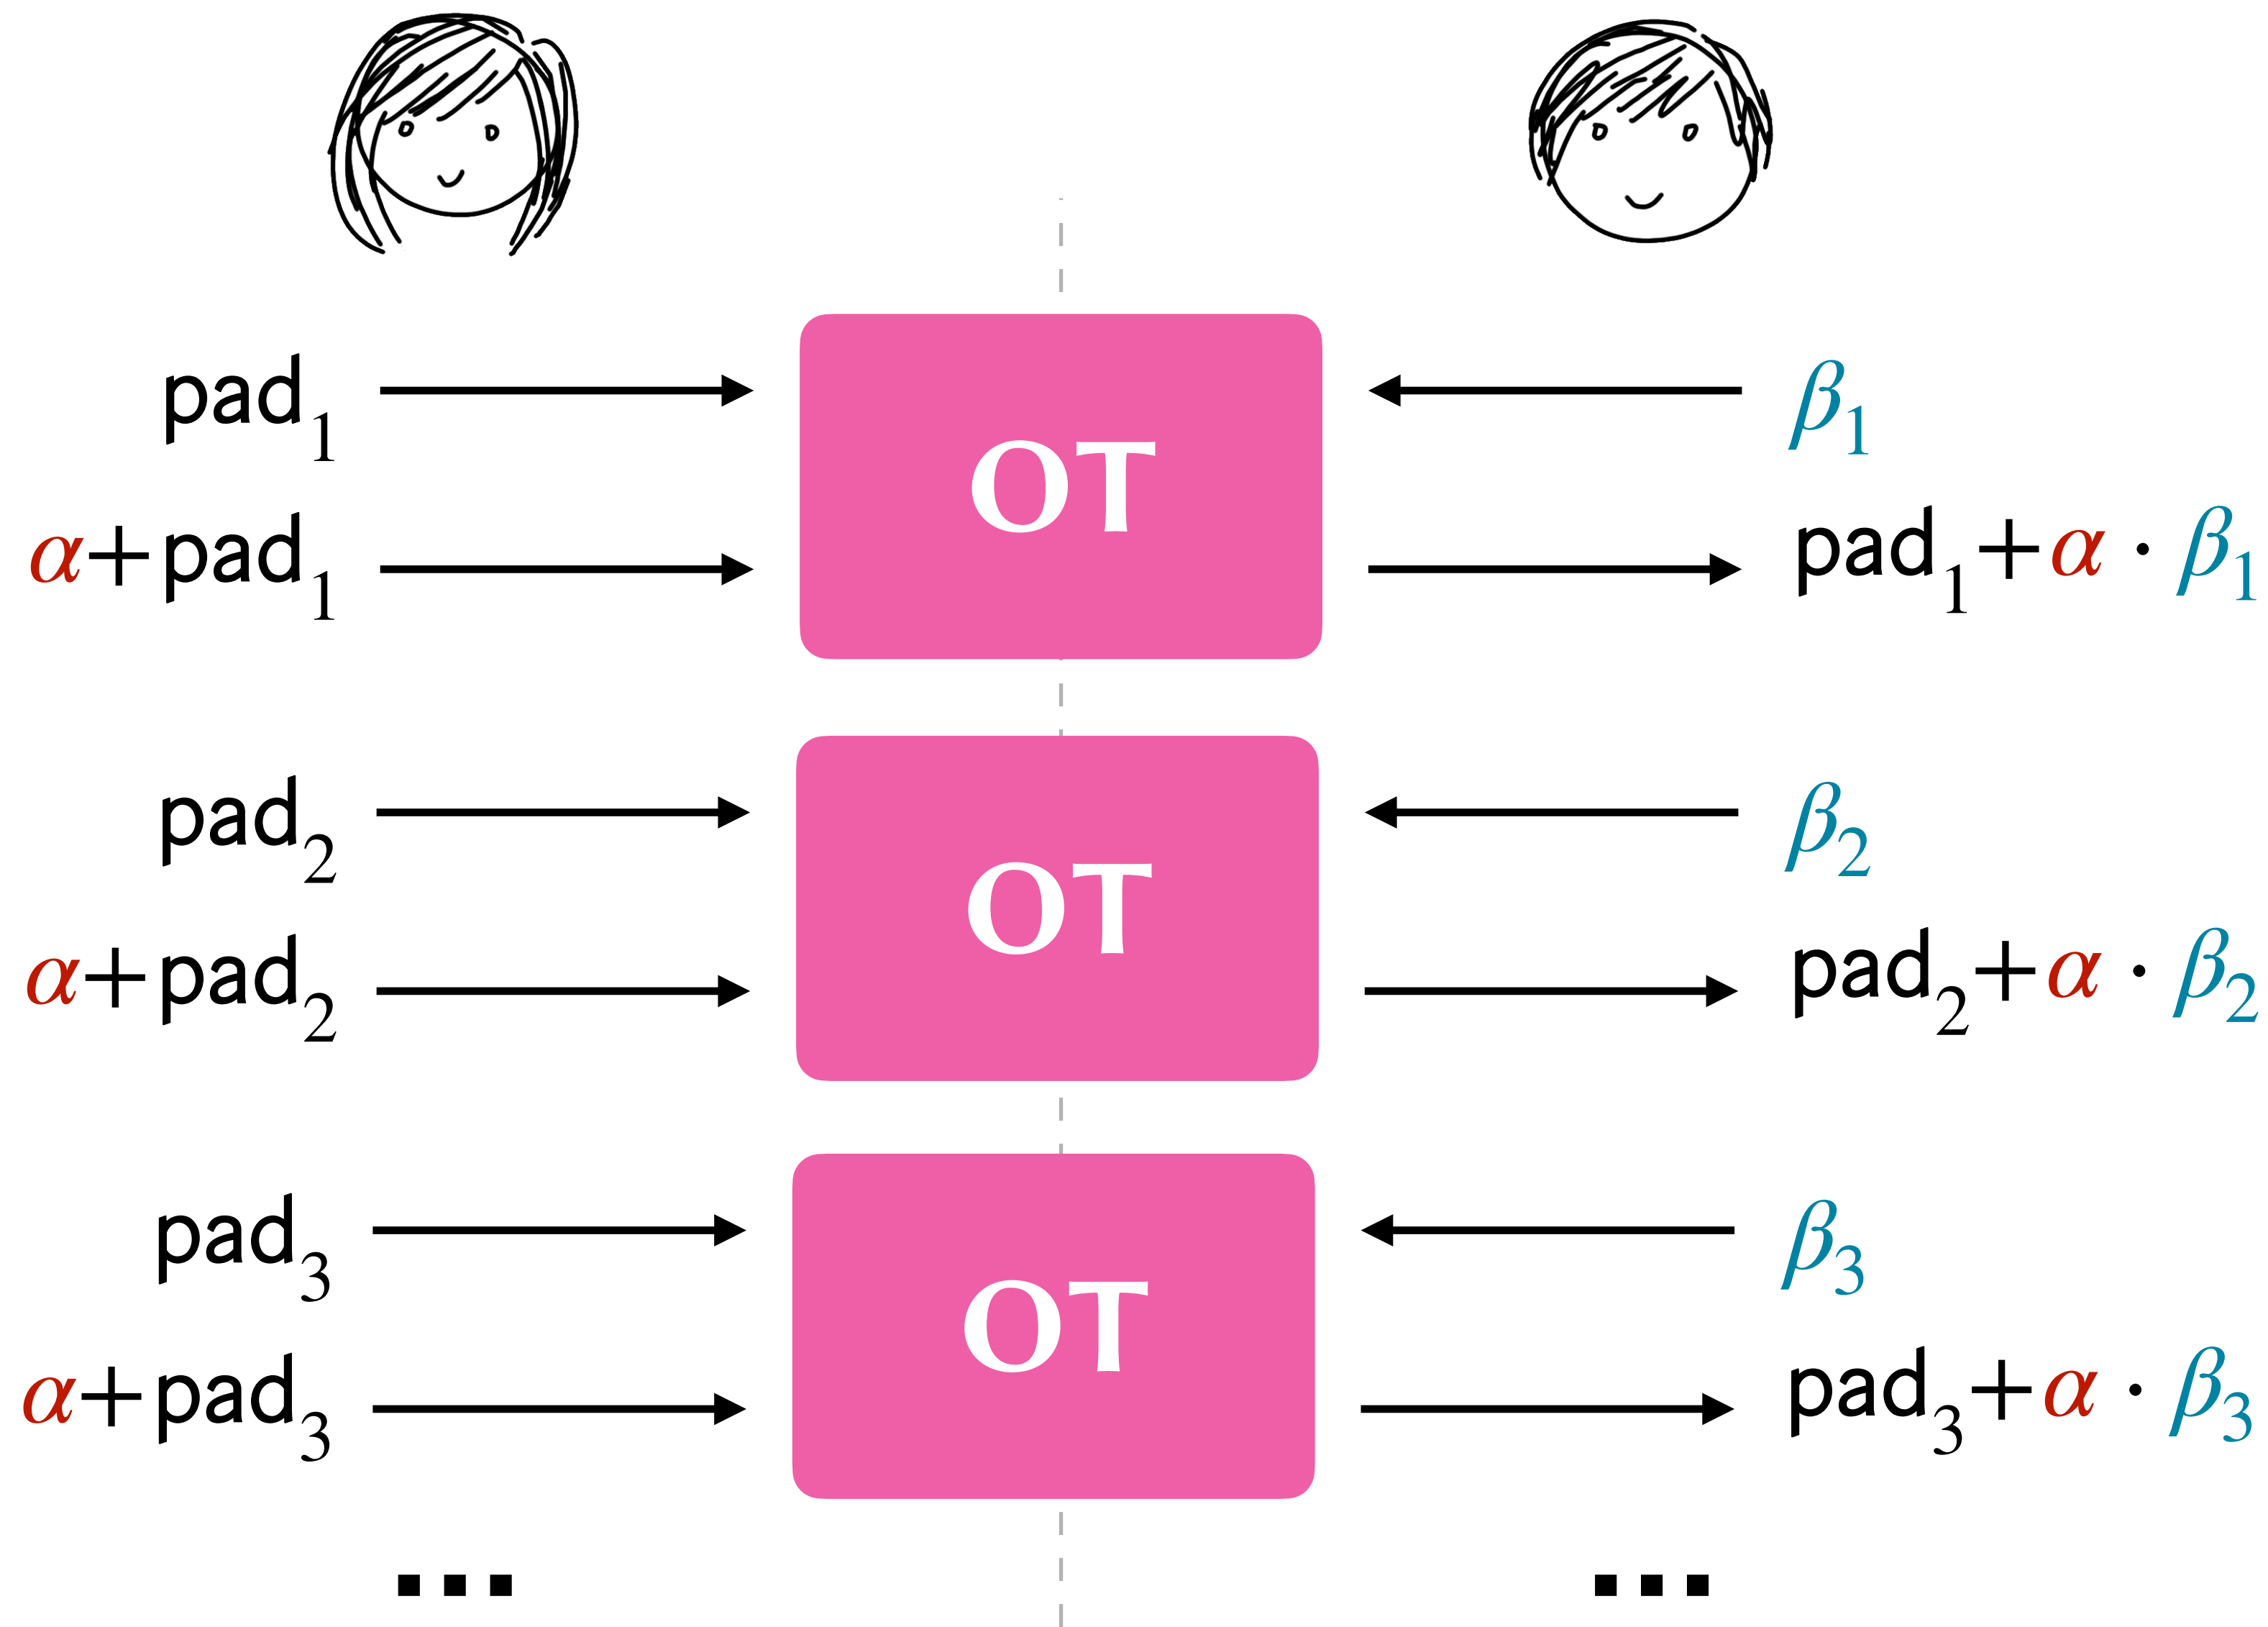 pad₁ β₁
OT
α+pad₁ pad₁+α · β₁
pad₂ β₂
OT
α+pad₂ pad₂+α · β₂
pad₃ β₃
OT
α+pad₃ pad₃+α · β₃
... ...